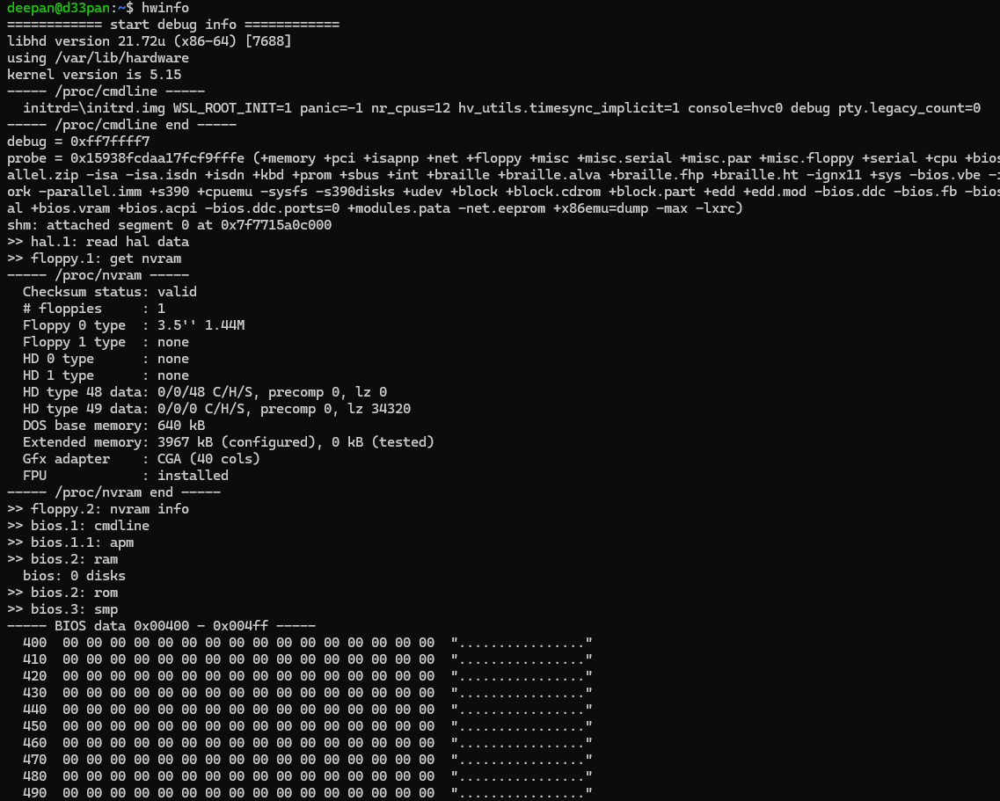 deepan@d33pan:~$ hwinfo
============ start debug info ============
libhd version 21.72u (x86-64) [7688]
using /var/lib/hardware
kernel version is 5.15
----- /proc/cmdline -----
  initrd=\initrd.img WSL_ROOT_INIT=1 panic=-1 nr_cpus=12 hv_utils.timesync_implicit=1 console=hvc0 debug pty.legacy_count=0
----- /proc/cmdline end -----
debug = 0xff7ffff7
probe = 0x15938fcdaa17fcf9fffe (+memory +pci +isapnp +net +floppy +misc +misc.serial +misc.par +misc.floppy +serial +cpu +bios
allel.zip -isa -isa.isdn +isdn +kbd +prom +sbus +int +braille +braille.alva +braille.fhp +braille.ht -ignx11 +sys -bios.vbe -i
ork -parallel.imm +s390 +cpuemu -sysfs -s390disks +udev +block +block.cdrom +block.part +edd +edd.mod -bios.ddc -bios.fb -bios
al +bios.vram +bios.acpi -bios.ddc.ports=0 +modules.pata -net.eeprom +x86emu=dump -max -lxrc)
shm: attached segment 0 at 0x7f7715a0c000
>> hal.1: read hal data
>> floppy.1: get nvram
----- /proc/nvram -----
  Checksum status: valid
  # floppies     : 1
  Floppy 0 type  : 3.5'' 1.44M
  Floppy 1 type  : none
  HD 0 type      : none
  HD 1 type      : none
  HD type 48 data: 0/0/48 C/H/S, precomp 0, lz 0
  HD type 49 data: 0/0/0 C/H/S, precomp 0, lz 34320
  DOS base memory: 640 kB
  Extended memory: 3967 kB (configured), 0 kB (tested)
  Gfx adapter    : CGA (40 cols)
  FPU            : installed
----- /proc/nvram end -----
>> floppy.2: nvram info
>> bios.1: cmdline
>> bios.1.1: apm
>> bios.2: ram
  bios: 0 disks
>> bios.2: rom
>> bios.3: smp
----- BIOS data 0x00400 - 0x004ff -----
  400  00 00 00 00 00 00 00 00 00 00 00 00 00 00 00 00  "................"
  410  00 00 00 00 00 00 00 00 00 00 00 00 00 00 00 00  "................"
  420  00 00 00 00 00 00 00 00 00 00 00 00 00 00 00 00  "................"
  430  00 00 00 00 00 00 00 00 00 00 00 00 00 00 00 00  "................"
  440  00 00 00 00 00 00 00 00 00 00 00 00 00 00 00 00  "................"
  450  00 00 00 00 00 00 00 00 00 00 00 00 00 00 00 00  "................"
  460  00 00 00 00 00 00 00 00 00 00 00 00 00 00 00 00  "................"
  470  00 00 00 00 00 00 00 00 00 00 00 00 00 00 00 00  "................"
  480  00 00 00 00 00 00 00 00 00 00 00 00 00 00 00 00  "................"
  490  00 00 00 00 00 00 00 00 00 00 00 00 00 00 00 00  "................"